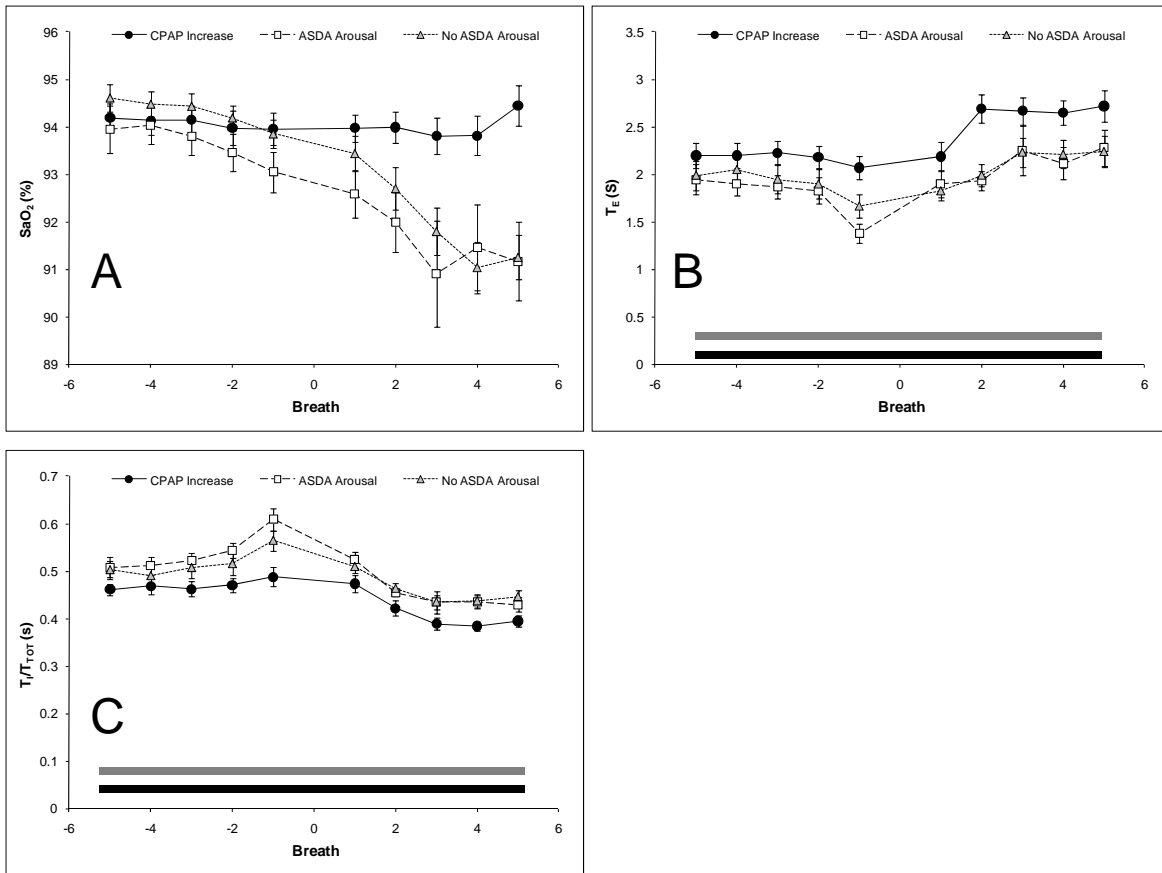 96
CPAP Increase ASDA Arousal No ASDA Arousal
95
94
93
92
91
90
89
SaO2 (%)
A
-6 -4 -2 0 2 4 6
Breath
3.5
CPAP Increase ASDA Arousal No ASDA Arousal
3
2.5
2
1.5
1
0.5
0
TE (S)
B
-6 -4 -2 0 2 4 6
Breath
0.7
CPAP Increase ASDA Arousal No ASDA Arousal
0.6
0.5
0.4
0.3
0.2
0.1
0
TI/TTOT (s)
C
-6 -4 -2 0 2 4 6
Breath